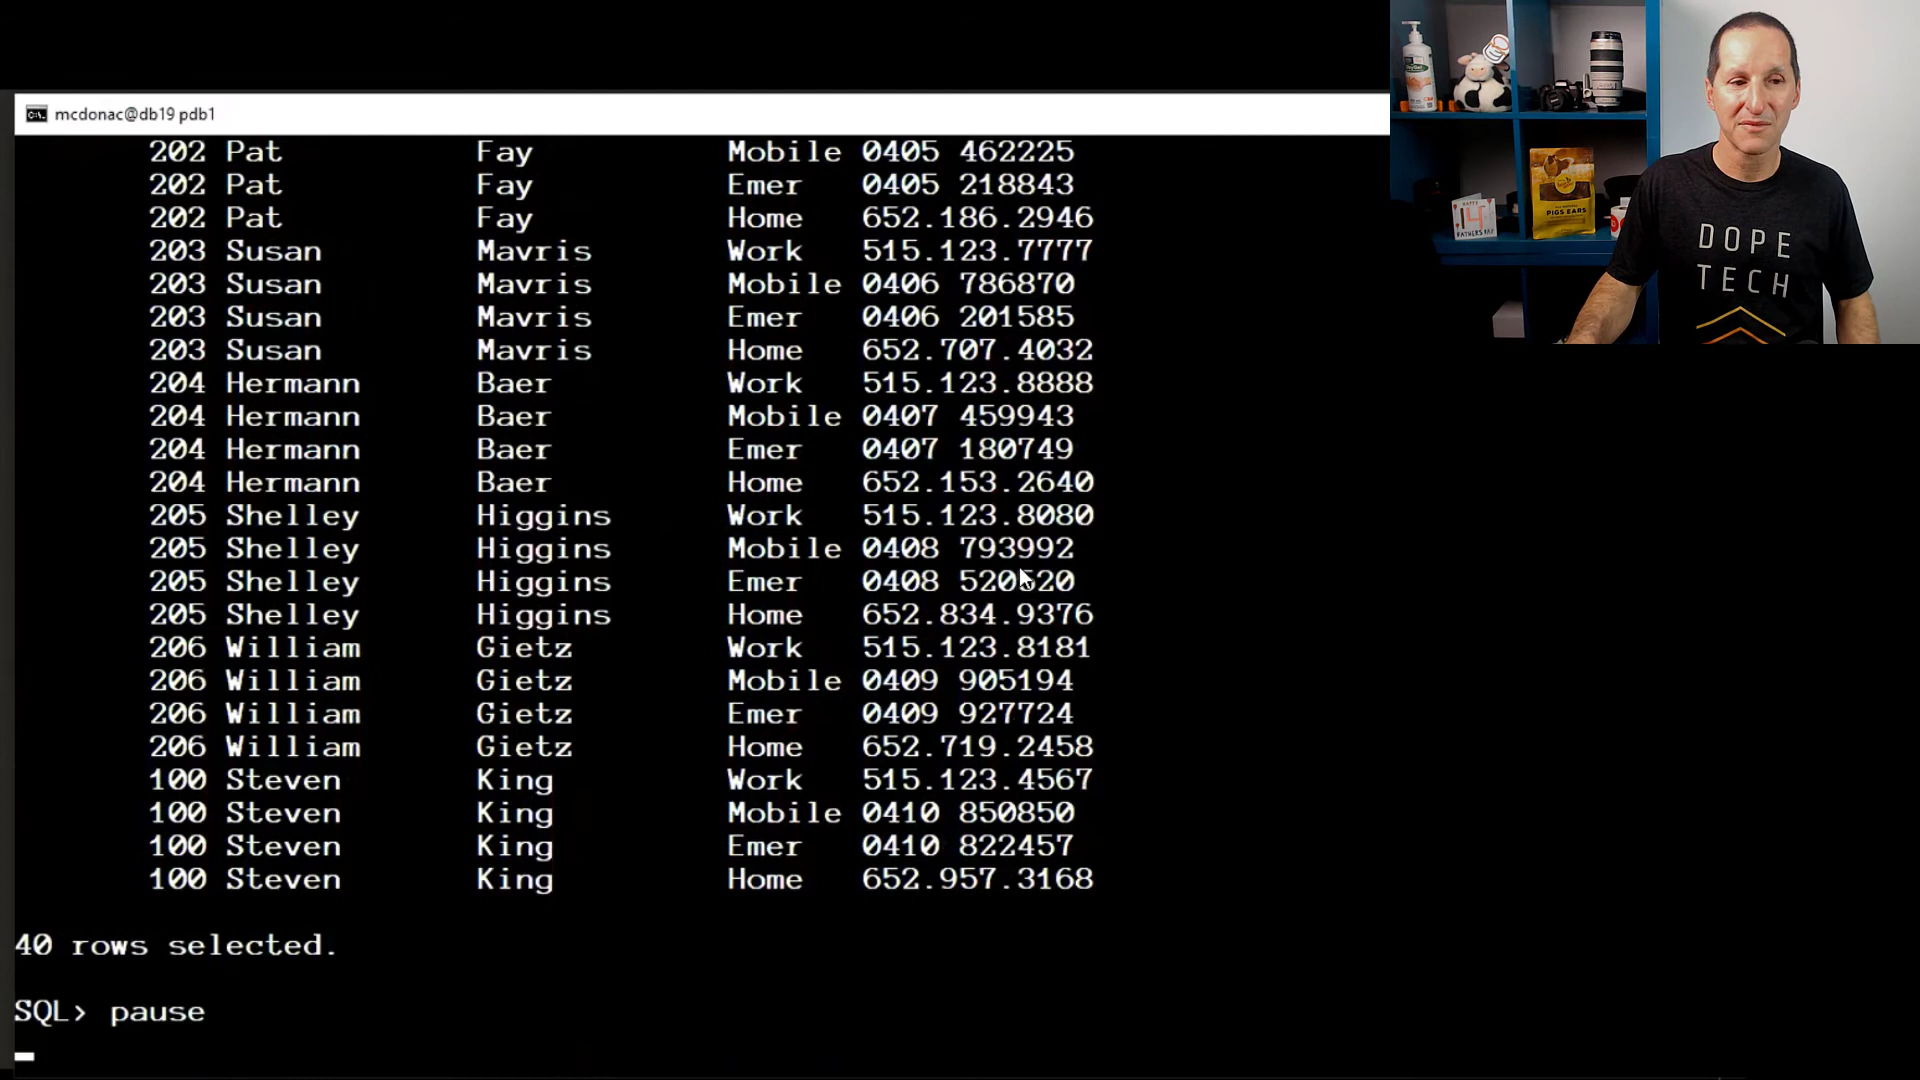 mcdonac@db19 pdb1
202 Pat Fay Mobile 0405 462225
202 Pat Fay Emer 0405 218843
202 Pat Fay Home 652.186.2946
203 Susan Mavris Work 515.123.7777
203 Susan Mavris Mobile 0406 786870
203 Susan Mavris Emer 0406 201585
203 Susan Mavris Home 652.707.4032
204 Hermann Baer Work 515.123.8888
204 Hermann Baer Mobile 0407 459943
204 Hermann Baer Emer 0407 180749
204 Hermann Baer Home 652.153.2640
205 Shelley Higgins Work 515.123.8080
205 Shelley Higgins Mobile 0408 793992
205 Shelley Higgins Emer 0408 520520
205 Shelley Higgins Home 652.834.9376
206 William Gietz Work 515.123.8181
206 William Gietz Mobile 0409 905194
206 William Gietz Emer 0409 927724
206 William Gietz Home 652.719.2458
100 Steven King Work 515.123.4567
100 Steven King Mobile 0410 850850
100 Steven King Emer 0410 822457
100 Steven King Home 652.957.3168
40 rows selected.
SQL> pause
HAPPY
14
FATHERS DAY
PIGS EARS
DOPE
TECH